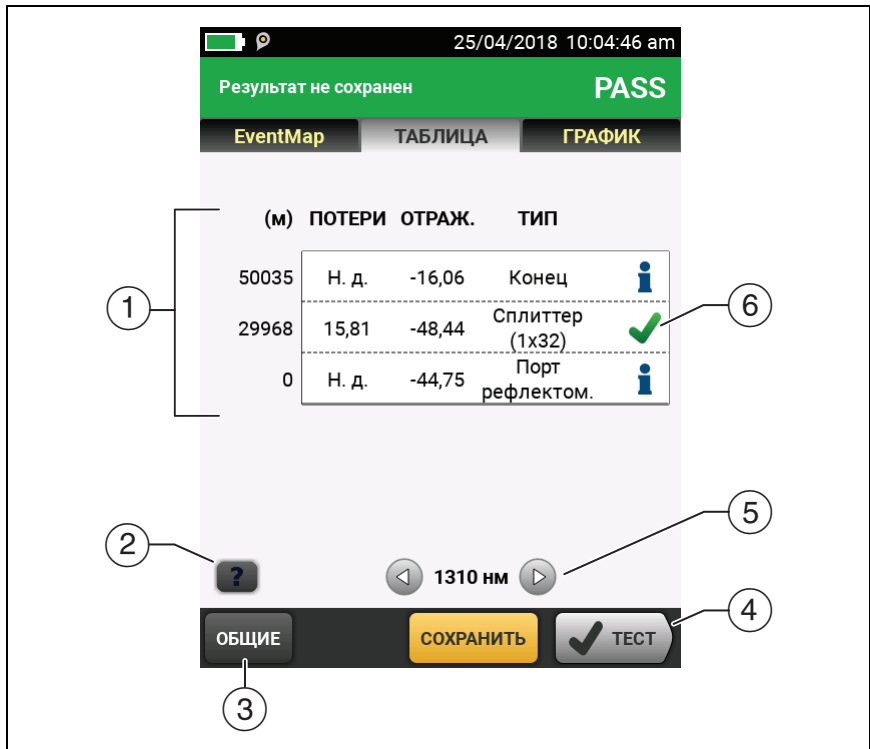 25/04/2018 10:04:46 am
Результат не сохранен PASS
EventMap ТАБЛИЦА ГРАФИК
(м) ПОТЕРИ ОТРАЖ. ТИП
50035 Н. д. -16,06 Конец
29968 15,81 -48,44 Сплиттер
(1x32)
0 Н. д. -44,75 Порт
рефлектом.
1
6
2
?
1310 нм
5
ОБЩИЕ СОХРАНИТЬ ТЕСТ
4
3